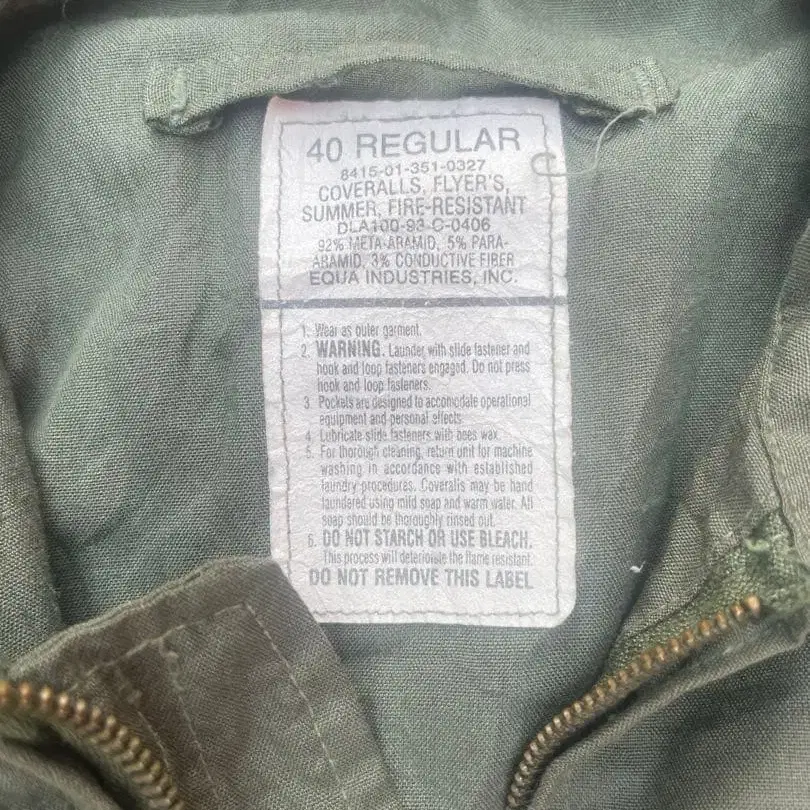 40 REGULAR
8415-01-351-0327
COVERALLS, FLYER'S,
SUMMER, FIRE-RESISTANT
DLA100-93-C-0406
92% META-ARAMID, 5% PARA-
ARAMID, 3% CONDUCTIVE FIBER
EQUA INDUSTRIES, INC.
1. Wear as outer garment.
2. WARNING. Launder with slide fastener and
hook and loop fasteners engaged. Do not press
hook and loop fasteners.
3. Pockets are designed to accomodate operational
equipment and personal effects.
4. Lubricate slide fasteners with bees wax.
5. For thorough cleaning, return unit for machine
washing in accordance with established
laundry procedures. Coveralls may be hand
laundered using mild soap and warm water. All
soap should be thoroughly rinsed out.
6. DO NOT STARCH OR USE BLEACH.
This process will deteriorate the flame resistant.
DO NOT REMOVE THIS LABEL